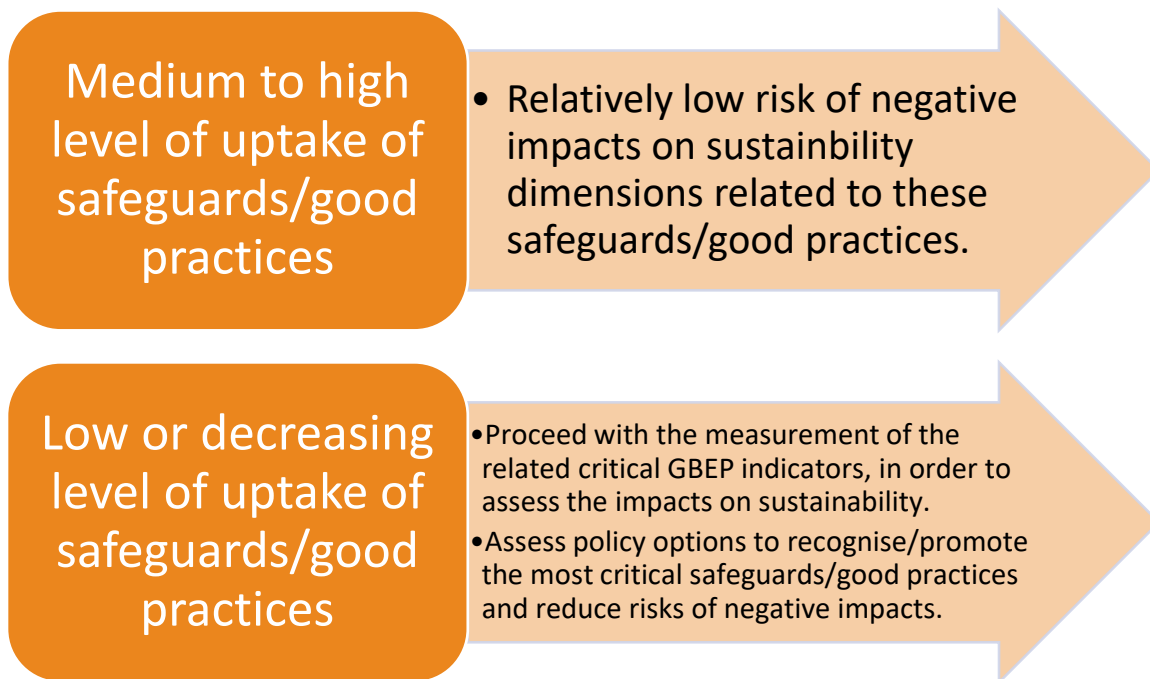 Medium to high
level of uptake of
safeguards/good
practices
• Relatively low risk of negative
impacts on sustainbility
dimensions related to these
safeguards/good practices.
Low or decreasing
level of uptake of
safeguards/good
practices
•Proceed with the measurement of the
related critical GBEP indicators, in order to
assess the impacts on sustainability.
•Assess policy options to recognise/promote
the most critical safeguards/good practices
and reduce risks of negative impacts.